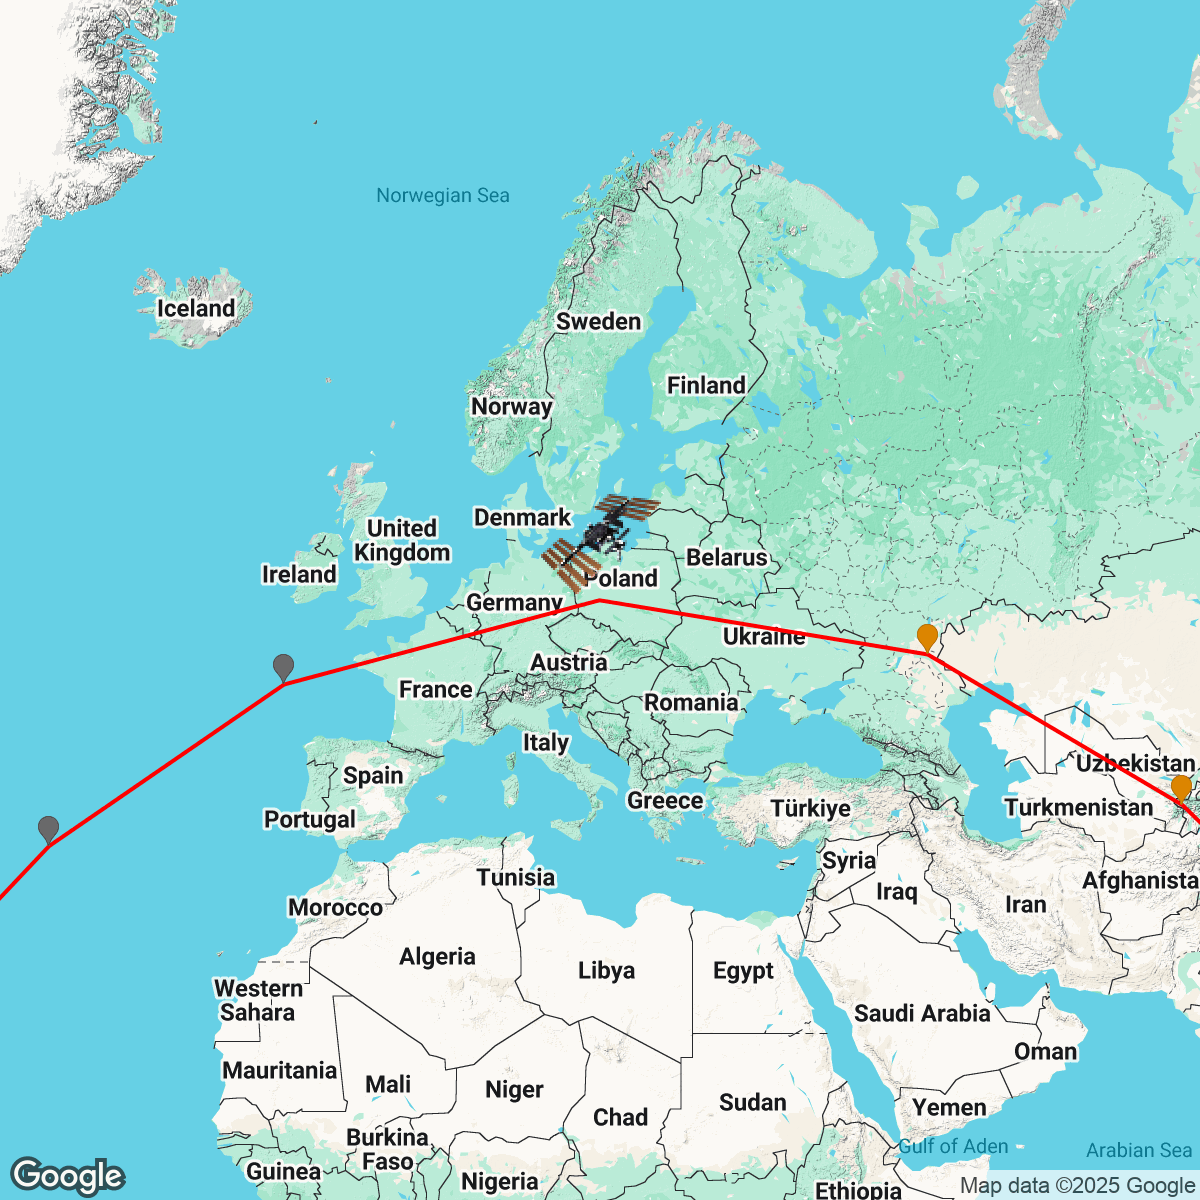 Norwegian Sea
Iceland
Sweden
Finland
Norway
Denmark
United
Kingdom
Ireland
Belarus
Poland
Germany
Ukraine
Austria
France
Romania
Italy
Uzbekistan
Spain
Greece
Türkiye
Turkmenistan
Portugal
Syria
Tunisia
Afghanista
Iraq
Iran
Morocco
Algeria
Libya
Egypt
Western
Sahara
Saudi Arabia
Oman
Mauritania
Mali
Niger
Chad
Sudan
Yemen
Burkina
Faso
Gulf of Aden
Arabian Sea
Guinea
Nigeria
Ethiopia
Google
Map data ©2025 Google